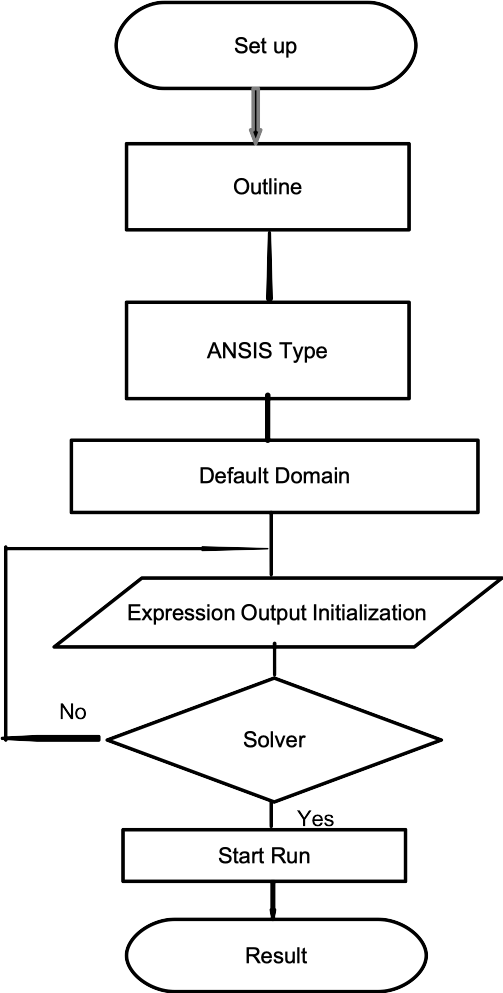 Set up
Outline
ANSIS Type
Default Domain
Expression Output Initialization
No
Solver
Yes
Start Run
Result